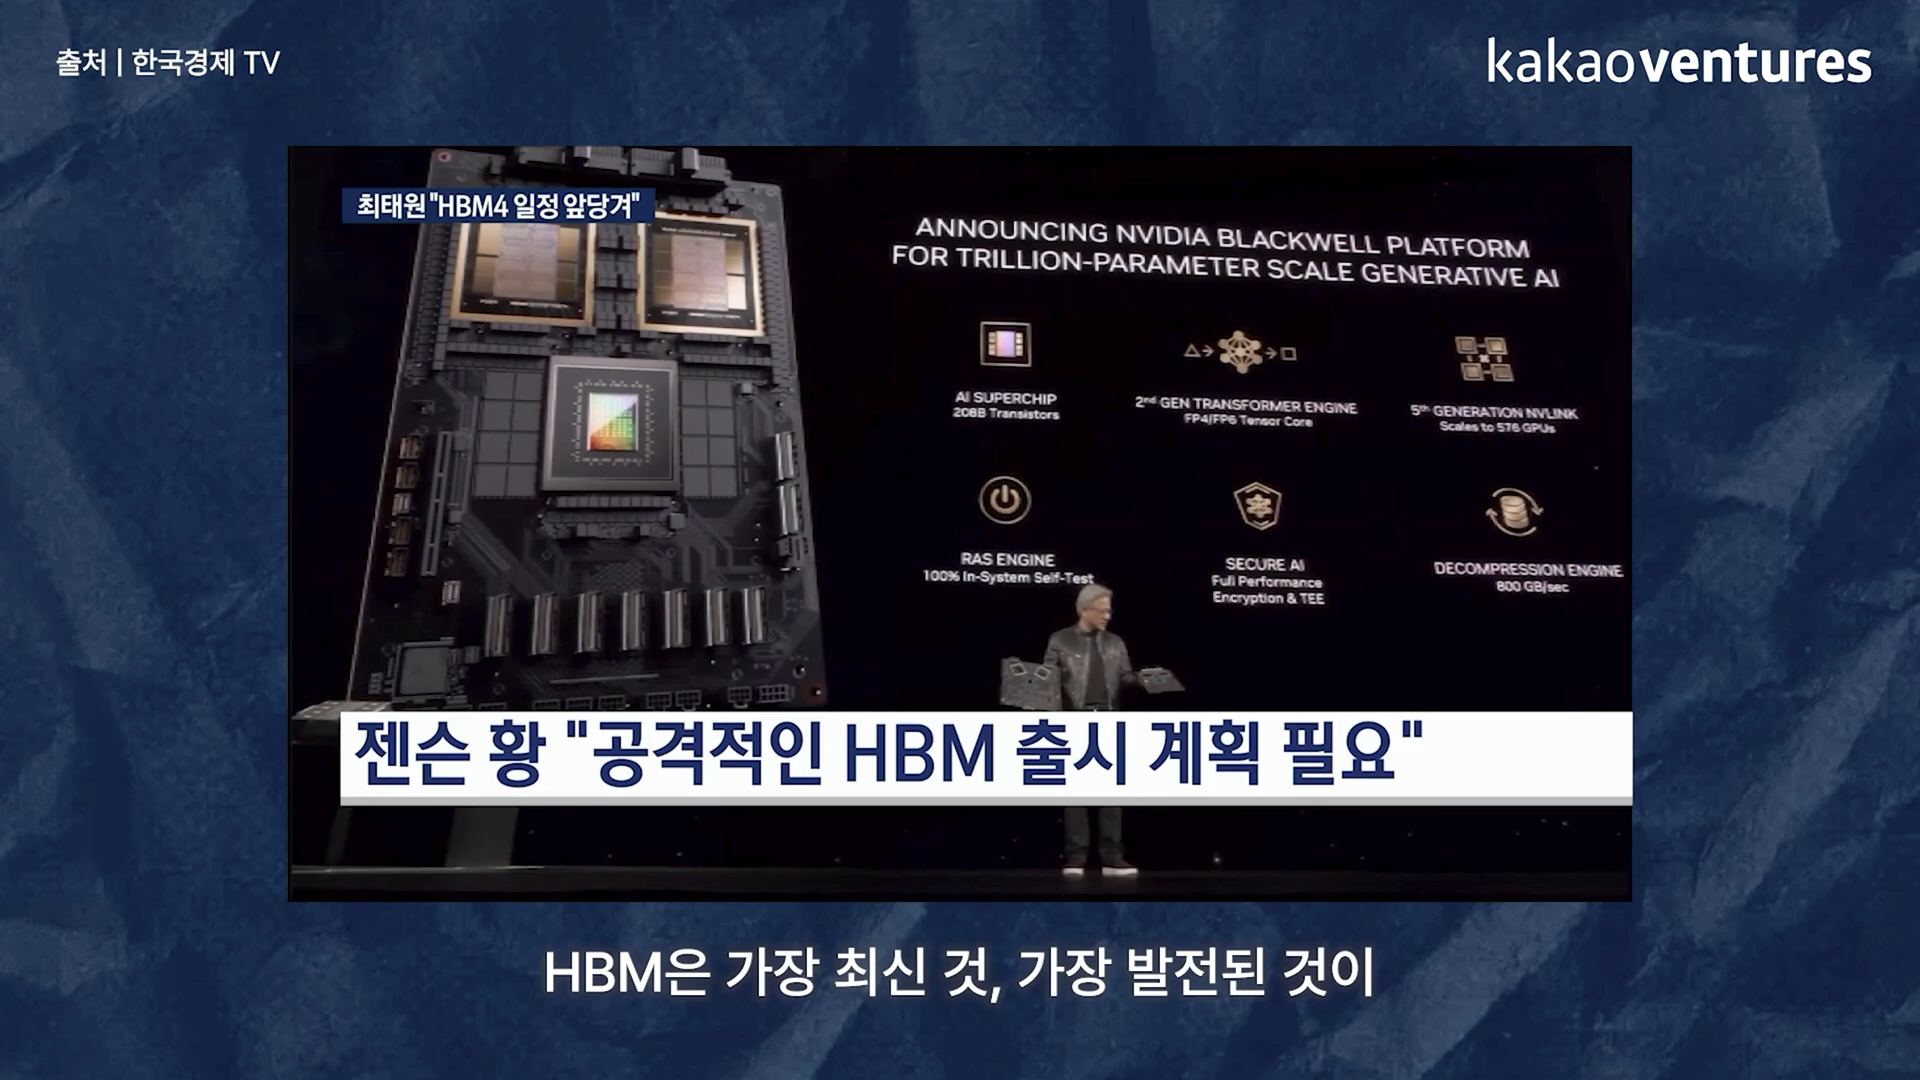 출처 | 한국경제 TV
kakaoventures
최태원 "HBM4 일정 앞당겨"
ANNOUNCING NVIDIA BLACKWELL PLATFORM
FOR TRILLION-PARAMETER SCALE GENERATIVE AI
AI SUPERCHIP
208B Transistors
2nd GEN TRANSFORMER ENGINE
FP4/FP6 Tensor Core
5th GENERATION NVLINK
Scales to 576 GPUs
RAS ENGINE
100% In-System Self-Test
SECURE AI
Full Performance
Encryption & TEE
DECOMPRESSION ENGINE
800 GB/sec
젠슨 황 "공격적인 HBM 출시 계획 필요"
HBM은 가장 최신 것, 가장 발전된 것이